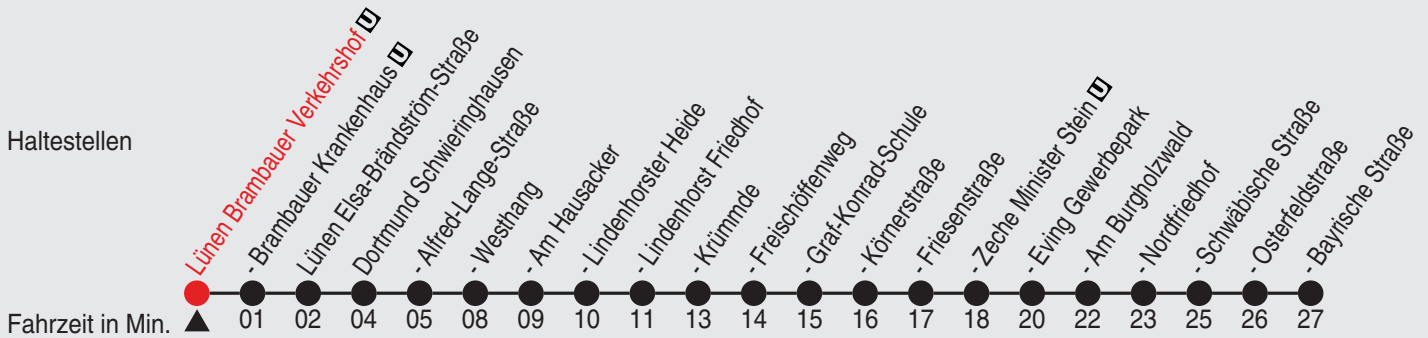 Haltestellen
Lünen Brambauer Verkehrshof U
- Brambauer Krankenhaus U
Lünen Elsa-Brändström-Straße
Dortmund Schwieringhausen
- Alfred-Lange-Straße
- Westhang
- Am Hausacker
- Lindenhorster Heide
- Lindenhorst Friedhof
- Krümmde
- Freischöffenweg
- Graf-Konrad-Schule
- Körnerstraße
- Friesenstraße
- Zeche Minister Stein U
- Eving Gewerbepark
- Am Burgholzwald
- Nordfriedhof
- Schwäbische Straße
- Osterfeldstraße
- Bayrische Straße
Fahrzeit in Min. 01 02 04 05 08 09 10 11 13 14 15 16 17 18 20 22 23 25 26 27